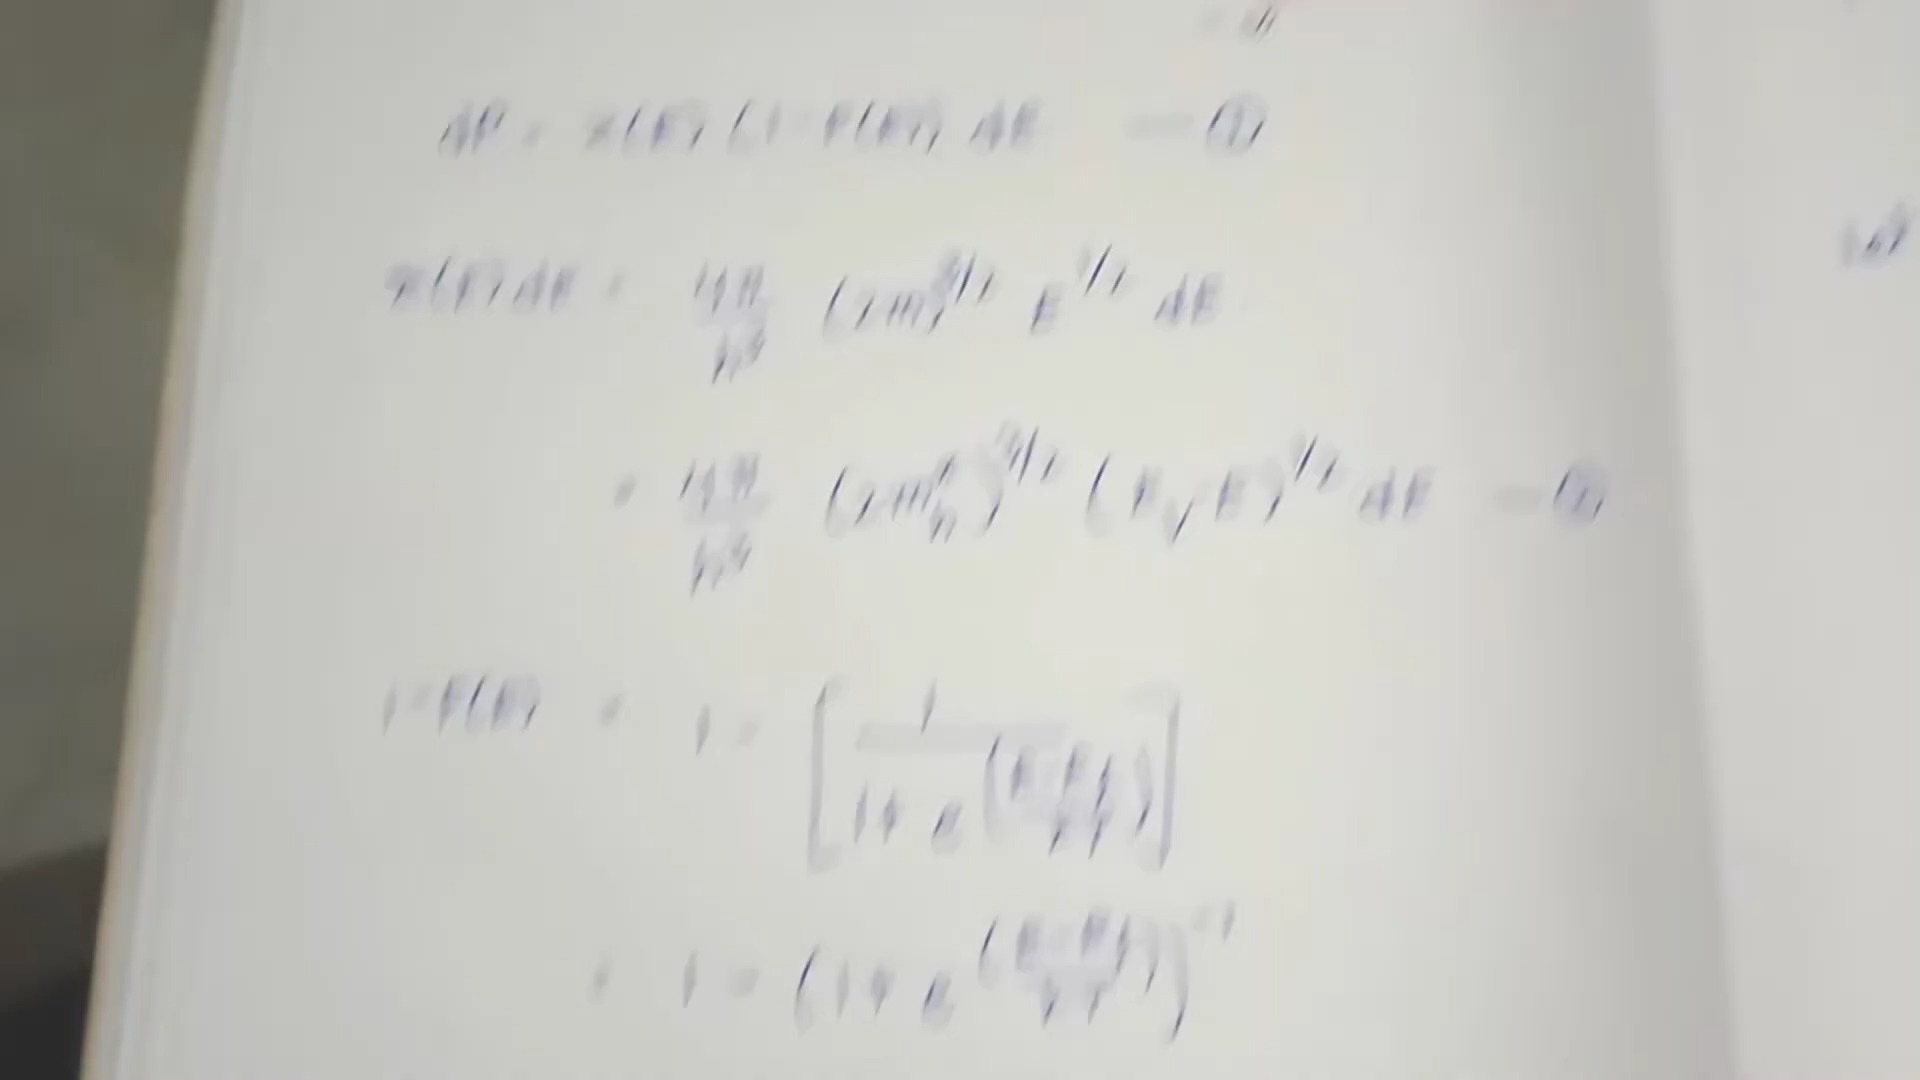 dP = Z(E) (1-F(E)) dE — ①
Z(E) dE = 4π/h³ (2m)^3/2 E^1/2 dE
= 4π/h³ (2m*h)^3/2 (Ev-E)^1/2 dE — ②
1-F(E) = 1 - [1/(1+e^((E-Ef)/kT))]
= 1 - (1+e^((E-Ef)/kT))^-1